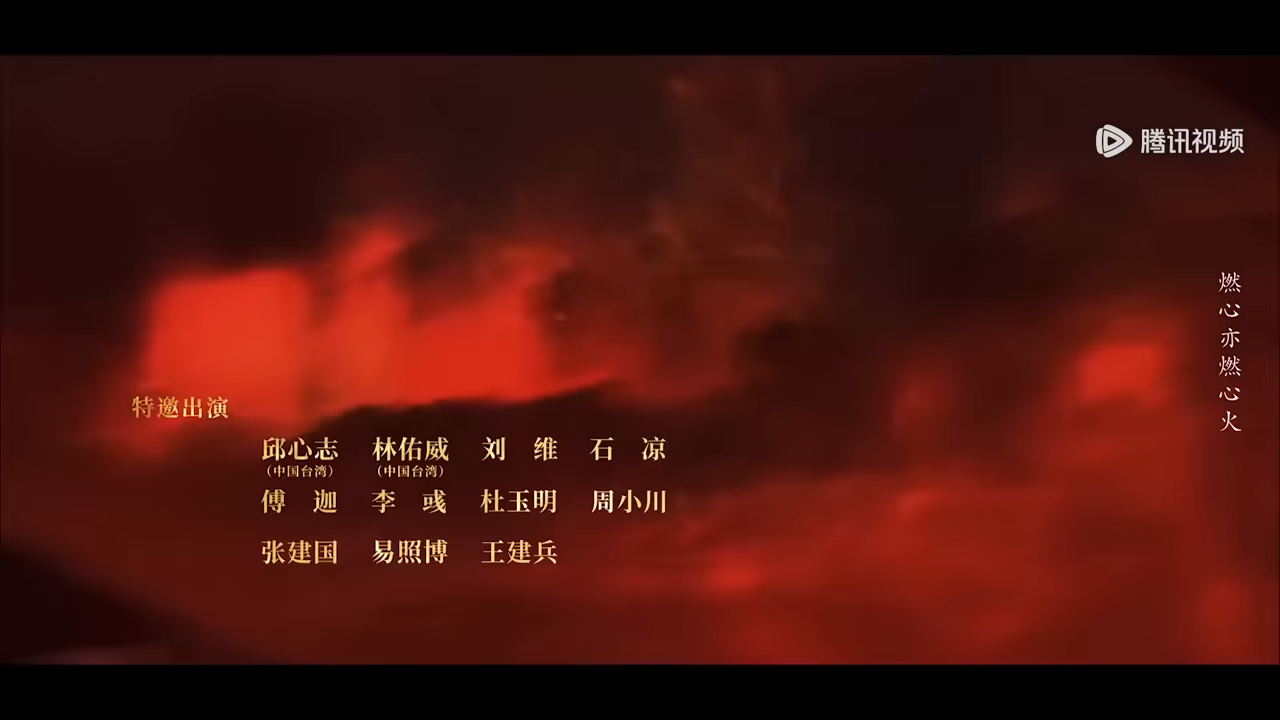 腾讯视频
燃心亦燃心火
特邀出演
邱心志 林佑威 刘维 石凉
(中国台湾) (中国台湾)
傅迦 李彧 杜玉明 周小川
张建国 易照博 王建兵